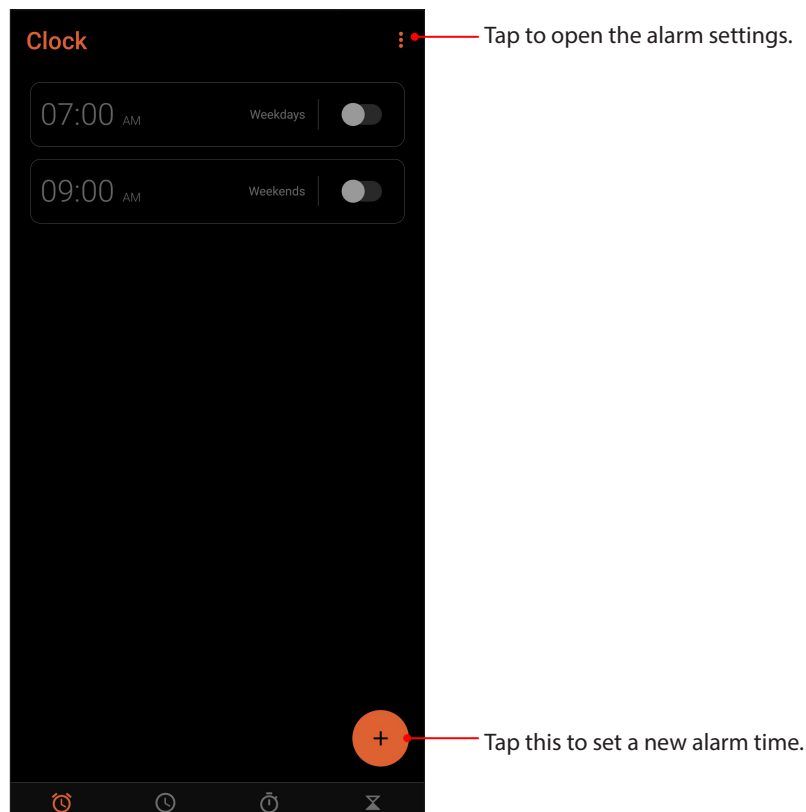 Clock
Tap to open the alarm settings.
07:00 AM Weekdays
09:00 AM Weekends
+
Tap this to set a new alarm time.